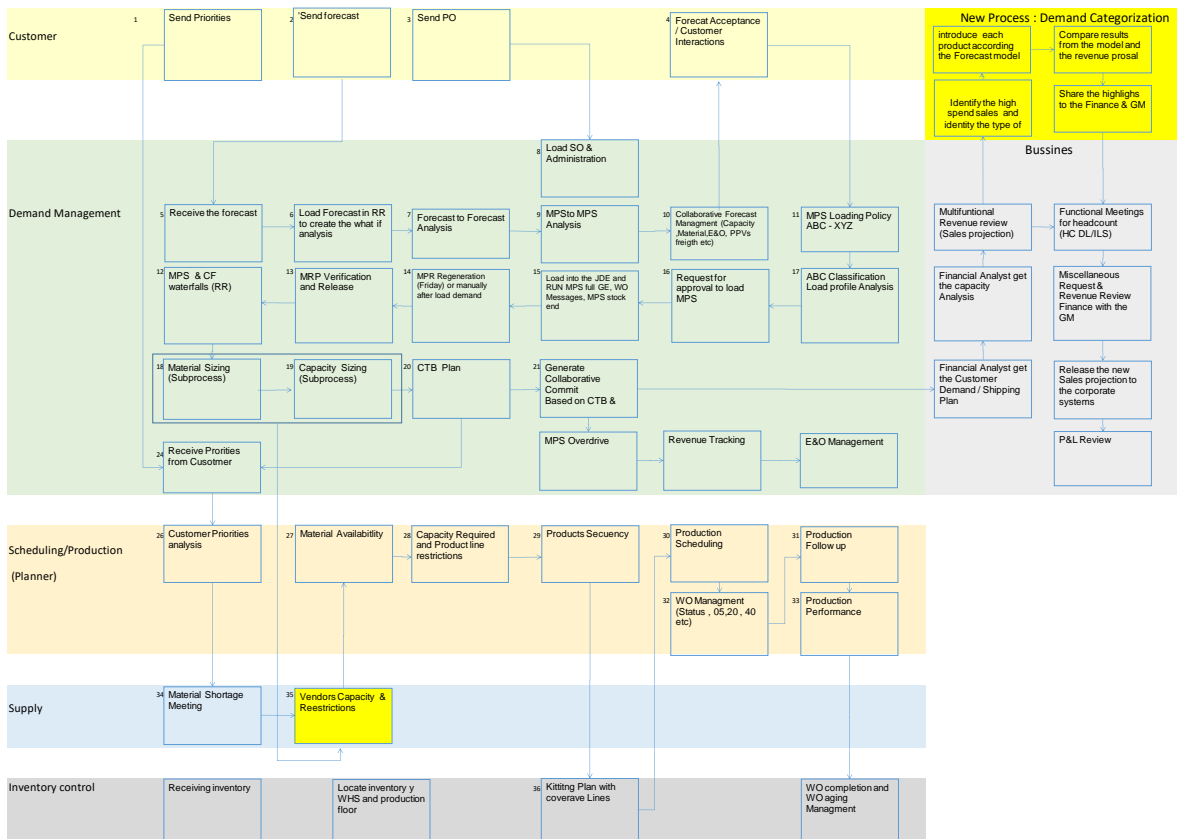 Customer
1
Send Priorities
2
'Send forecast
3
Send PO
4
Forecat Acceptance
/ Customer
Interactions
New Process : Demand Categorization
introduce each
product according
the Forecast model
Compare results
from the model and
the revenue prosal
Identify the high
spend sales and
identity the type of
Share the highlighs
to the Finance & GM
Bussines
8
Load SO &
Administration
Demand Management
5
Receive the forecast
6
Load Forecast in RR
to create the what if
analysis
7
Forecast to Forecast
Analysis
9
MPSto MPS
Analysis
10
Collaborative Forecast
Managment (Capacity
,Material,E&O, PPVs
freigth etc)
11
MPS Loading Policy
ABC - XYZ
Multifuntional
Revenue review
(Sales projection)
Functional Meetings
for headcount
(HC DL/ILS)
12
MPS & CF
waterfalls (RR)
13
MRP Verification
and Release
14
MPR Regeneration
(Friday) or manually
after load demand
15
Load into the JDE and
RUN MPS full GE, WO
Messages, MPS stock
end
16
Request for
approval to load
MPS
17
ABC Classification
Load profile Analysis
Financial Analyst get
the capacity
Analysis
Miscellaneous
Request &
Revenue Review
Finance with the
GM
18
Material Sizing
(Subprocess)
19
Capacity Sizing
(Subprocess)
20
CTB Plan
21
Generate
Collaborative
Commit
Based on CTB &
Financial Analyst get
the Customer
Demand / Shipping
Plan
Release the new
Sales projection to
the corporate
systems
24
Receive Prorities
from Cusotmer
MPS Overdrive
Revenue Tracking
E&O Management
P&L Review
Scheduling/Production
(Planner)
26
Customer Priorities
analysis
27
Material Availabitlity
28
Capacity Required
and Product line
restrictions
29
Products Secuency
30
Production
Scheduling
31
Production
Follow up
32
WO Managment
(Status , 05,20 , 40
etc)
33
Production
Performance
Supply
34
Material Shortage
Meeting
35
Vendors Capacity &
Reestrictions
Inventory control
Receiving inventory
Locate inventory y
WHS and production
floor
36
Kittitng Plan with
coverave Lines
WO completion and
WO aging
Managment